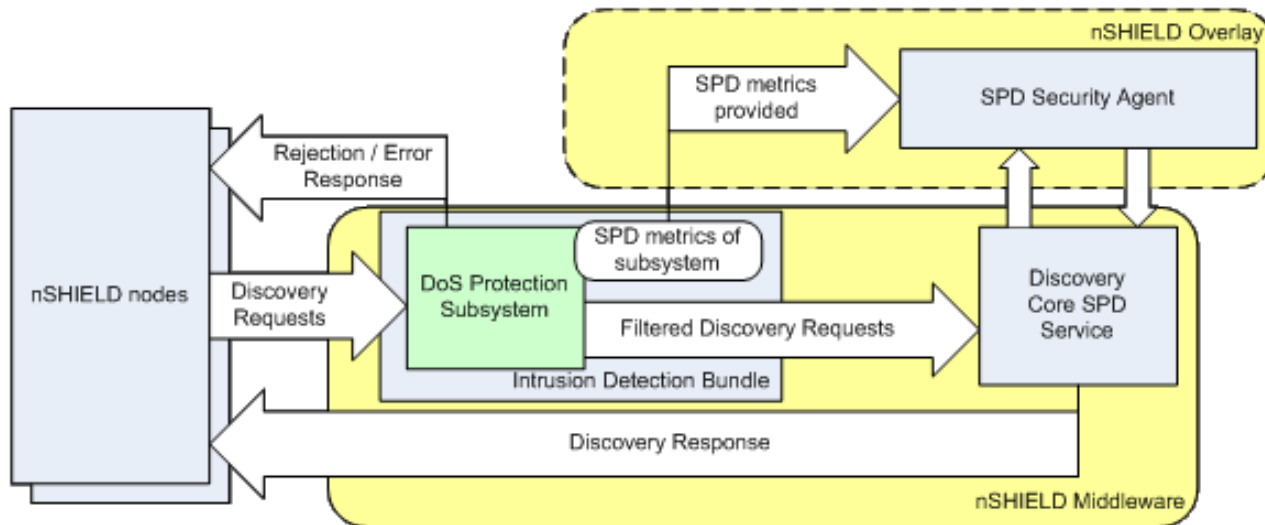 nSHIELD Overlay
SPD metrics
provided
SPD Security Agent
Rejection / Error
Response
nSHIELD nodes
Discovery
Requests
DoS Protection
Subsystem
SPD metrics of
subsystem
Filtered Discovery Requests
Discovery
Core SPD
Service
Intrusion Detection Bundle
Discovery Response
nSHIELD Middleware